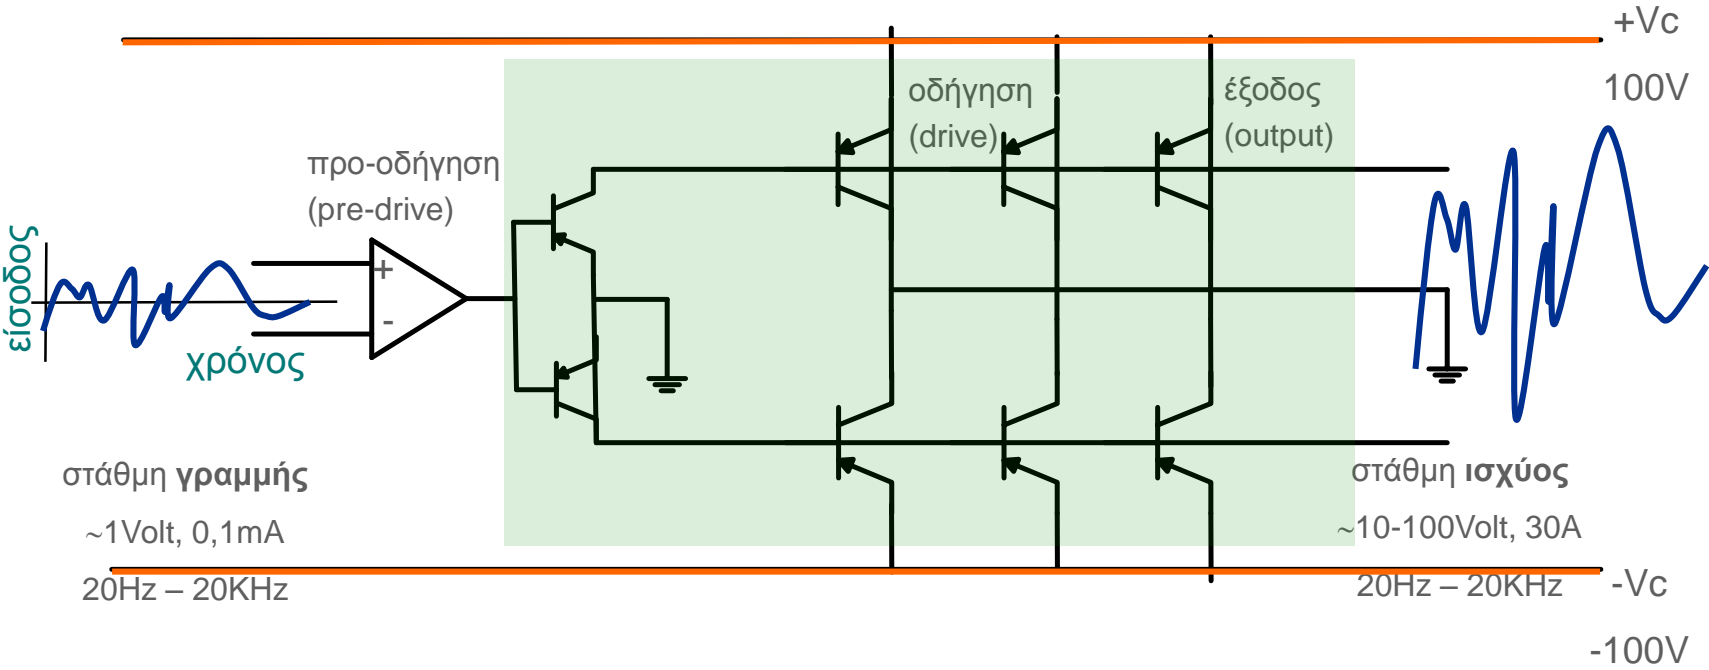 +Vc
100V
οδήγηση
(drive)
έξοδος
(output)
προ-οδήγηση
(pre-drive)
είσοδος
+
-
χρόνος
στάθμη γραμμής
~1Volt, 0,1mA
20Hz – 20KHz
στάθμη ισχύος
~10-100Volt, 30A
20Hz – 20KHz
-Vc
-100V